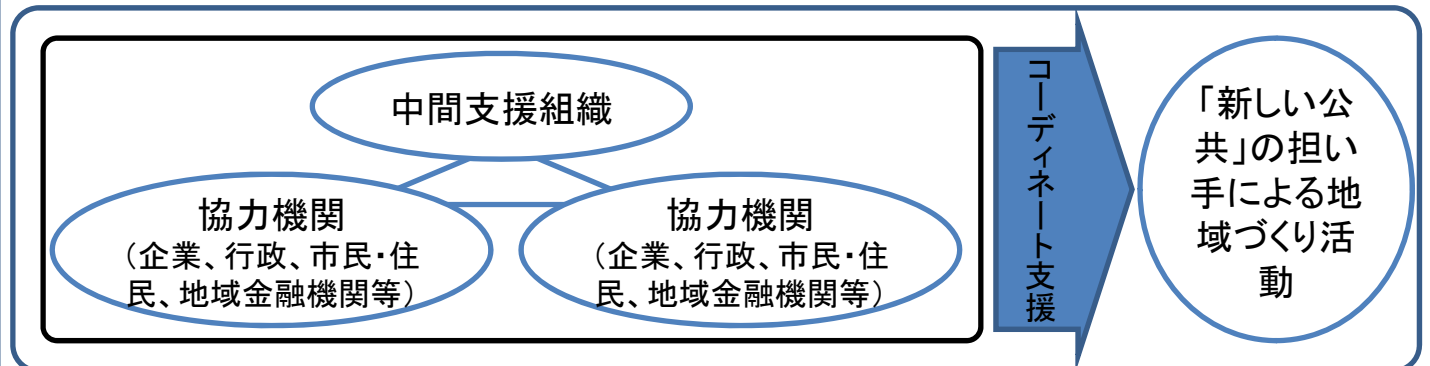 中間支援組織
協力機関
（企業、行政、市民・住
民、地域金融機関等）
協力機関
（企業、行政、市民・住
民、地域金融機関等）
コーディネート支援
「新しい公
共」の担い
手による地
域づくり活
動